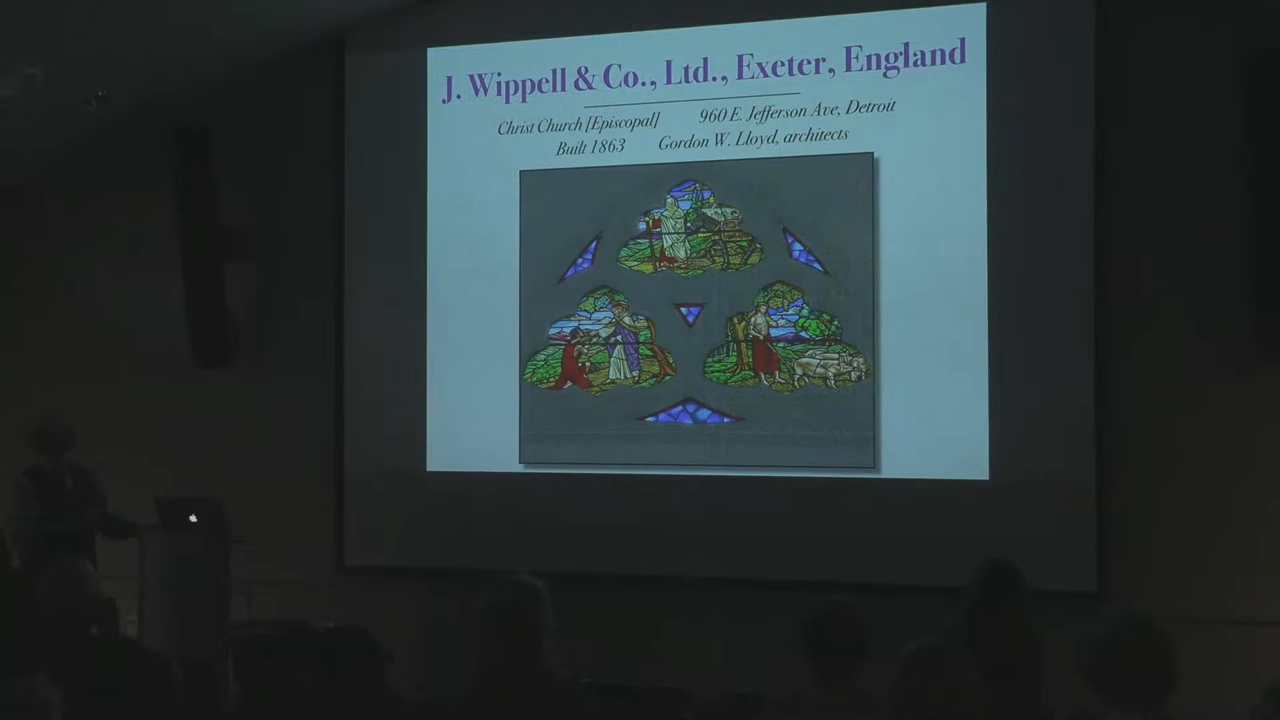 J. Wippell & Co., Ltd., Exeter, England
Christ Church [Episcopal] 960 E. Jefferson Ave, Detroit
Built 1863 Gordon W. Lloyd, architects